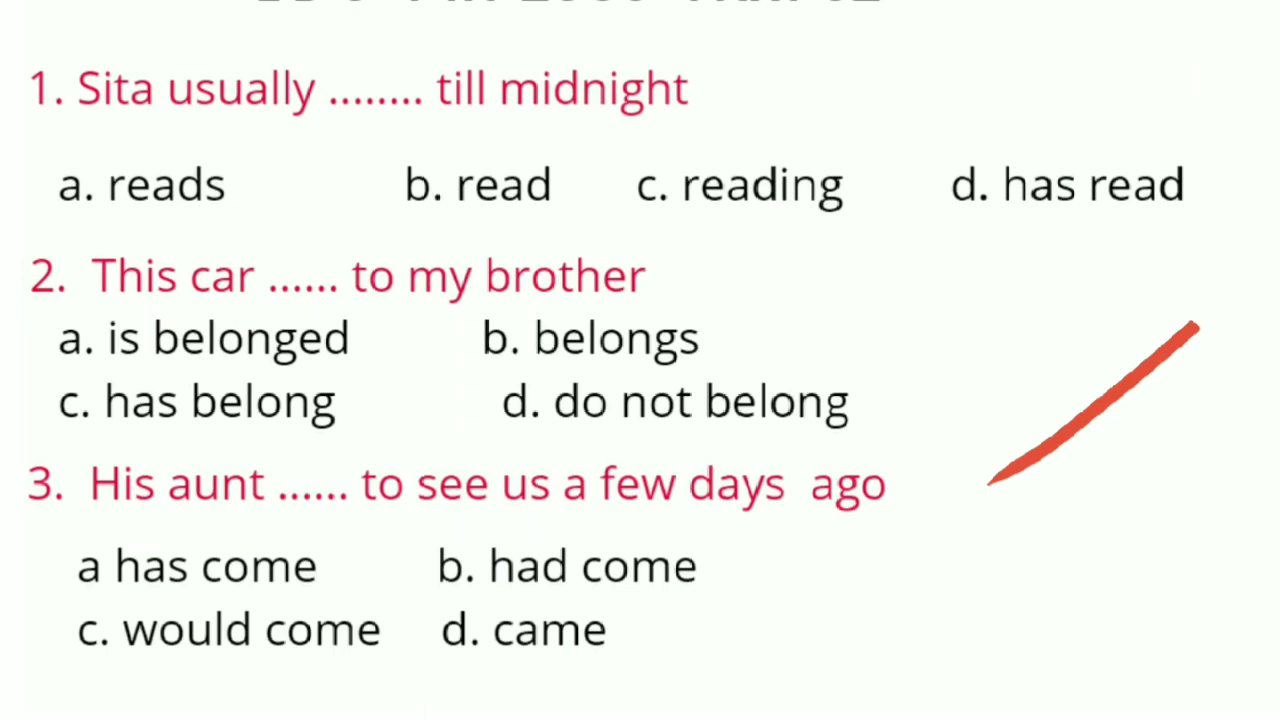 1. Sita usually ........ till midnight
a. reads b. read c. reading d. has read
2. This car ...... to my brother
a. is belonged b. belongs
c. has belong d. do not belong
3. His aunt ...... to see us a few days ago
a has come b. had come
c. would come d. came